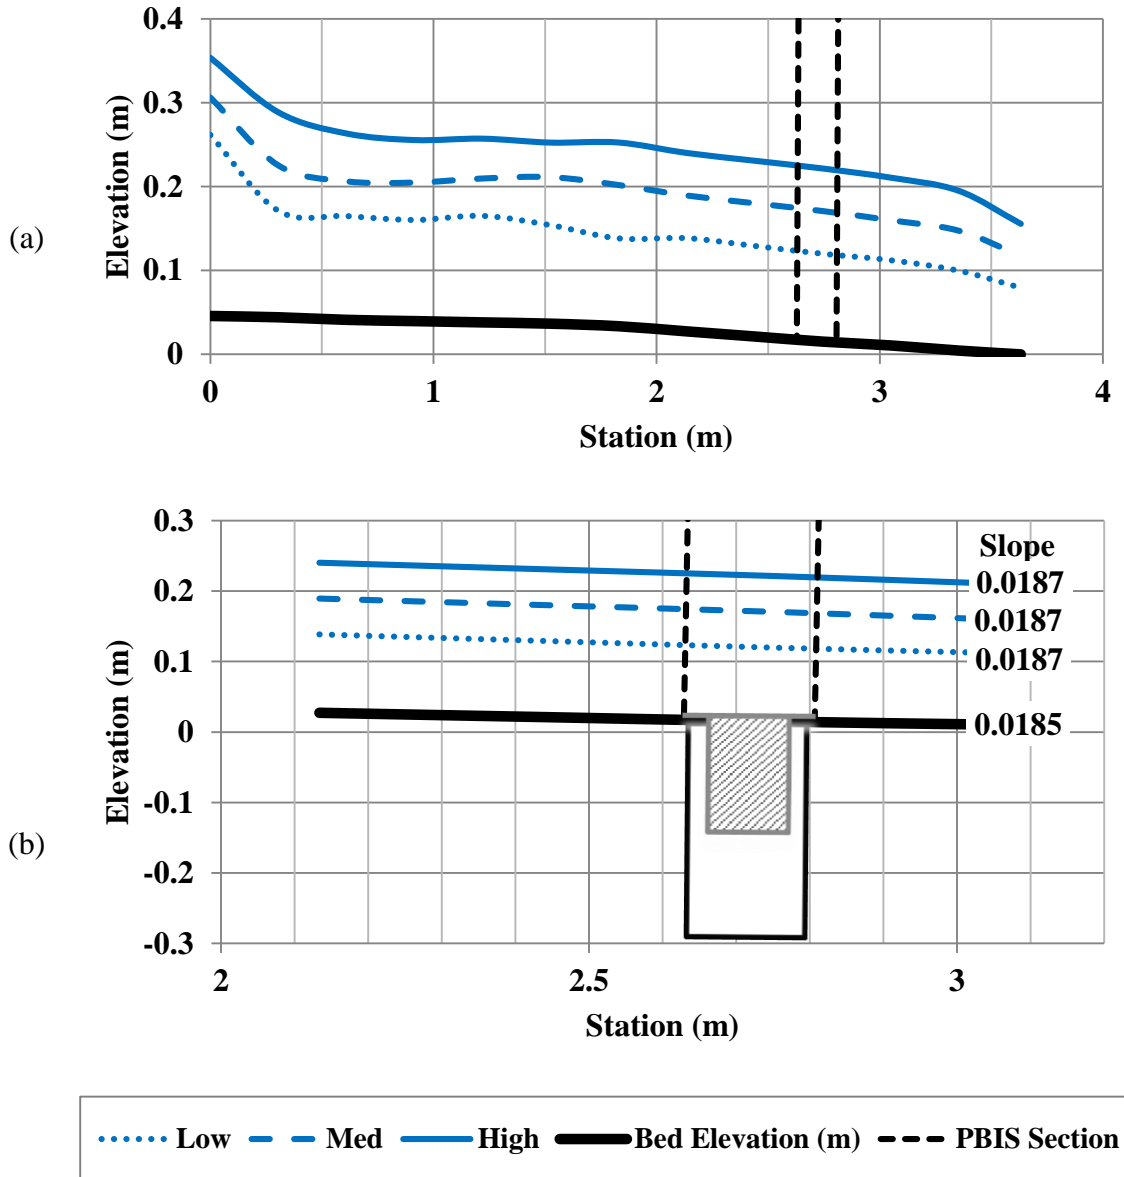 (a)
Elevation (m)
0.4
0.3
0.2
0.1
0
0 1 2 3 4
Station (m)
(b)
Elevation (m)
0.3
0.2
0.1
0
-0.1
-0.2
-0.3
Slope
0.0187
0.0187
0.0187
0.0185
2 2.5 3
Station (m)
Low Med High Bed Elevation (m) PBIS Section